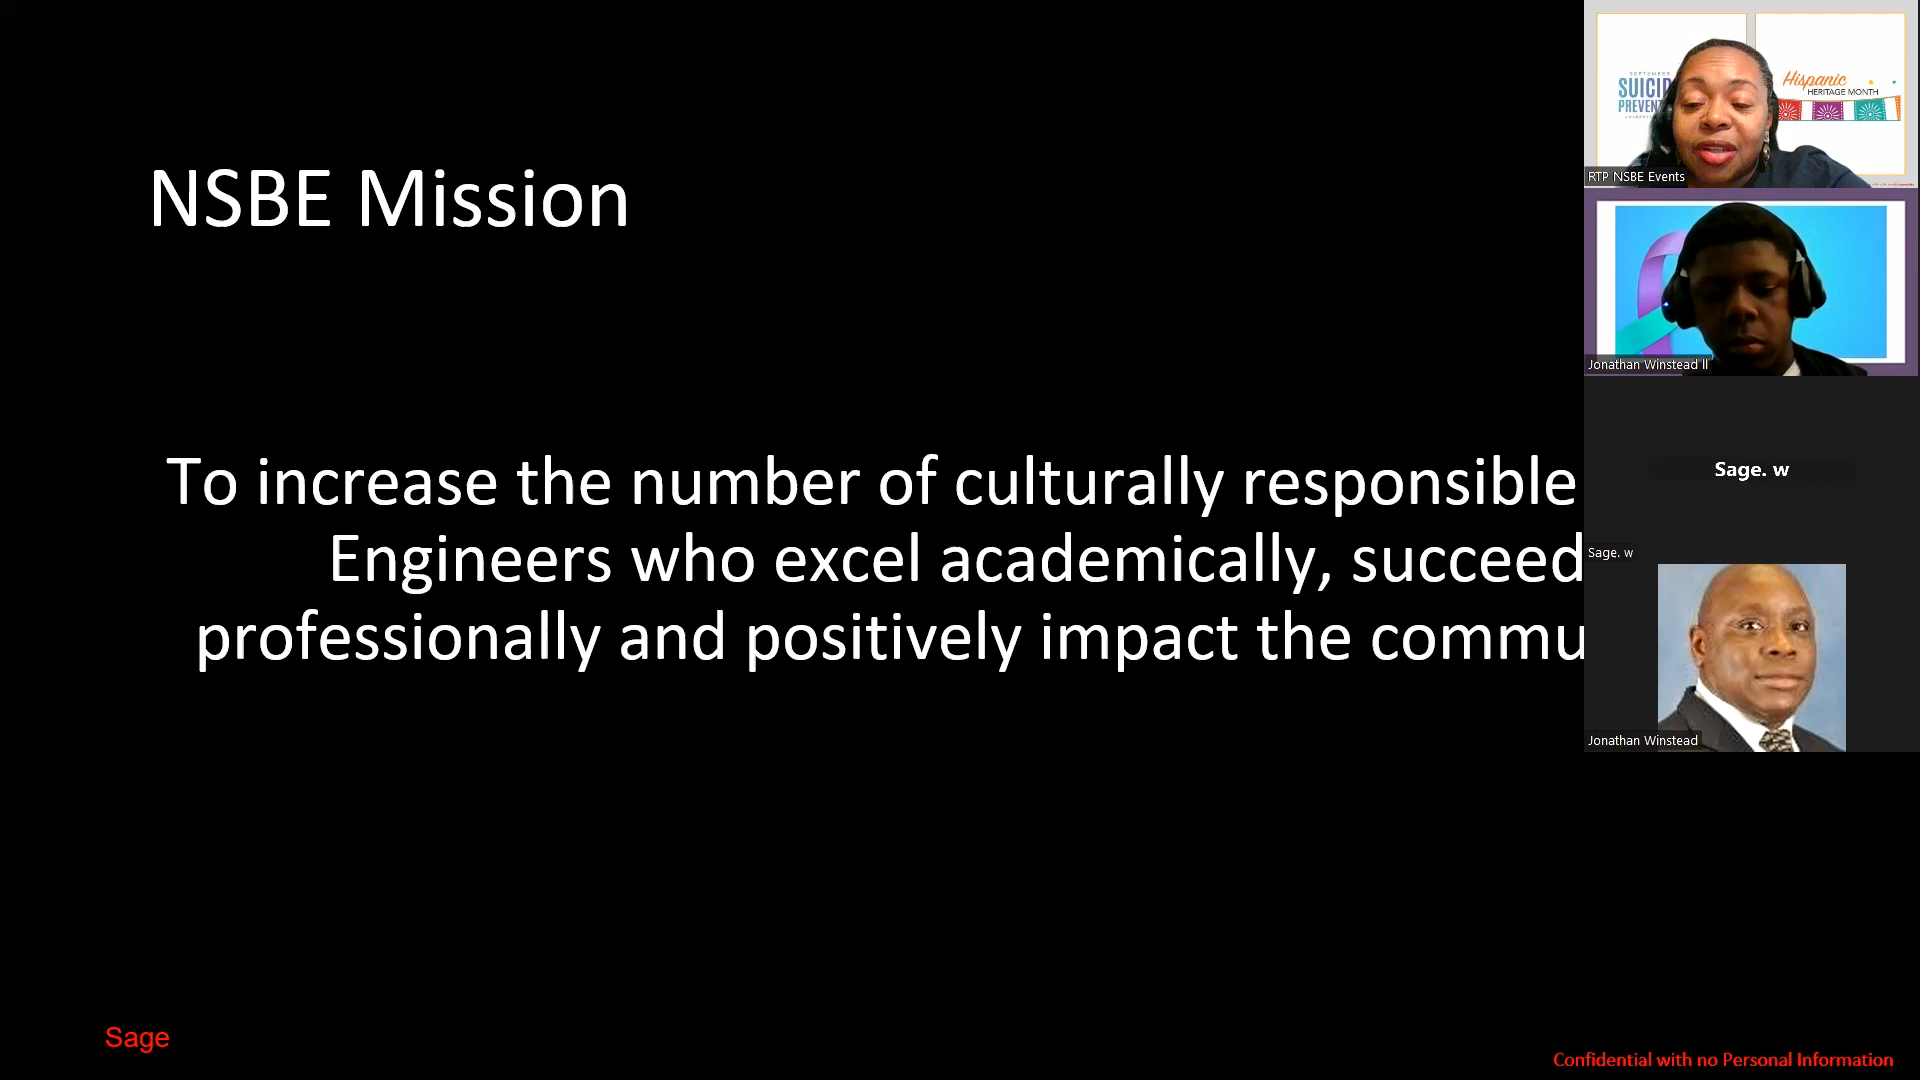 NSBE Mission
To increase the number of culturally responsible
Engineers who excel academically, succeed
professionally and positively impact the commu
Sage
Confidential with no Personal Information
SEPTEMBER
SUICID
PREVENT
Hispanic
HERITAGE MONTH
RTP NSBE Events
Jonathan Winstead II
Sage. w
Sage. w
Jonathan Winstead